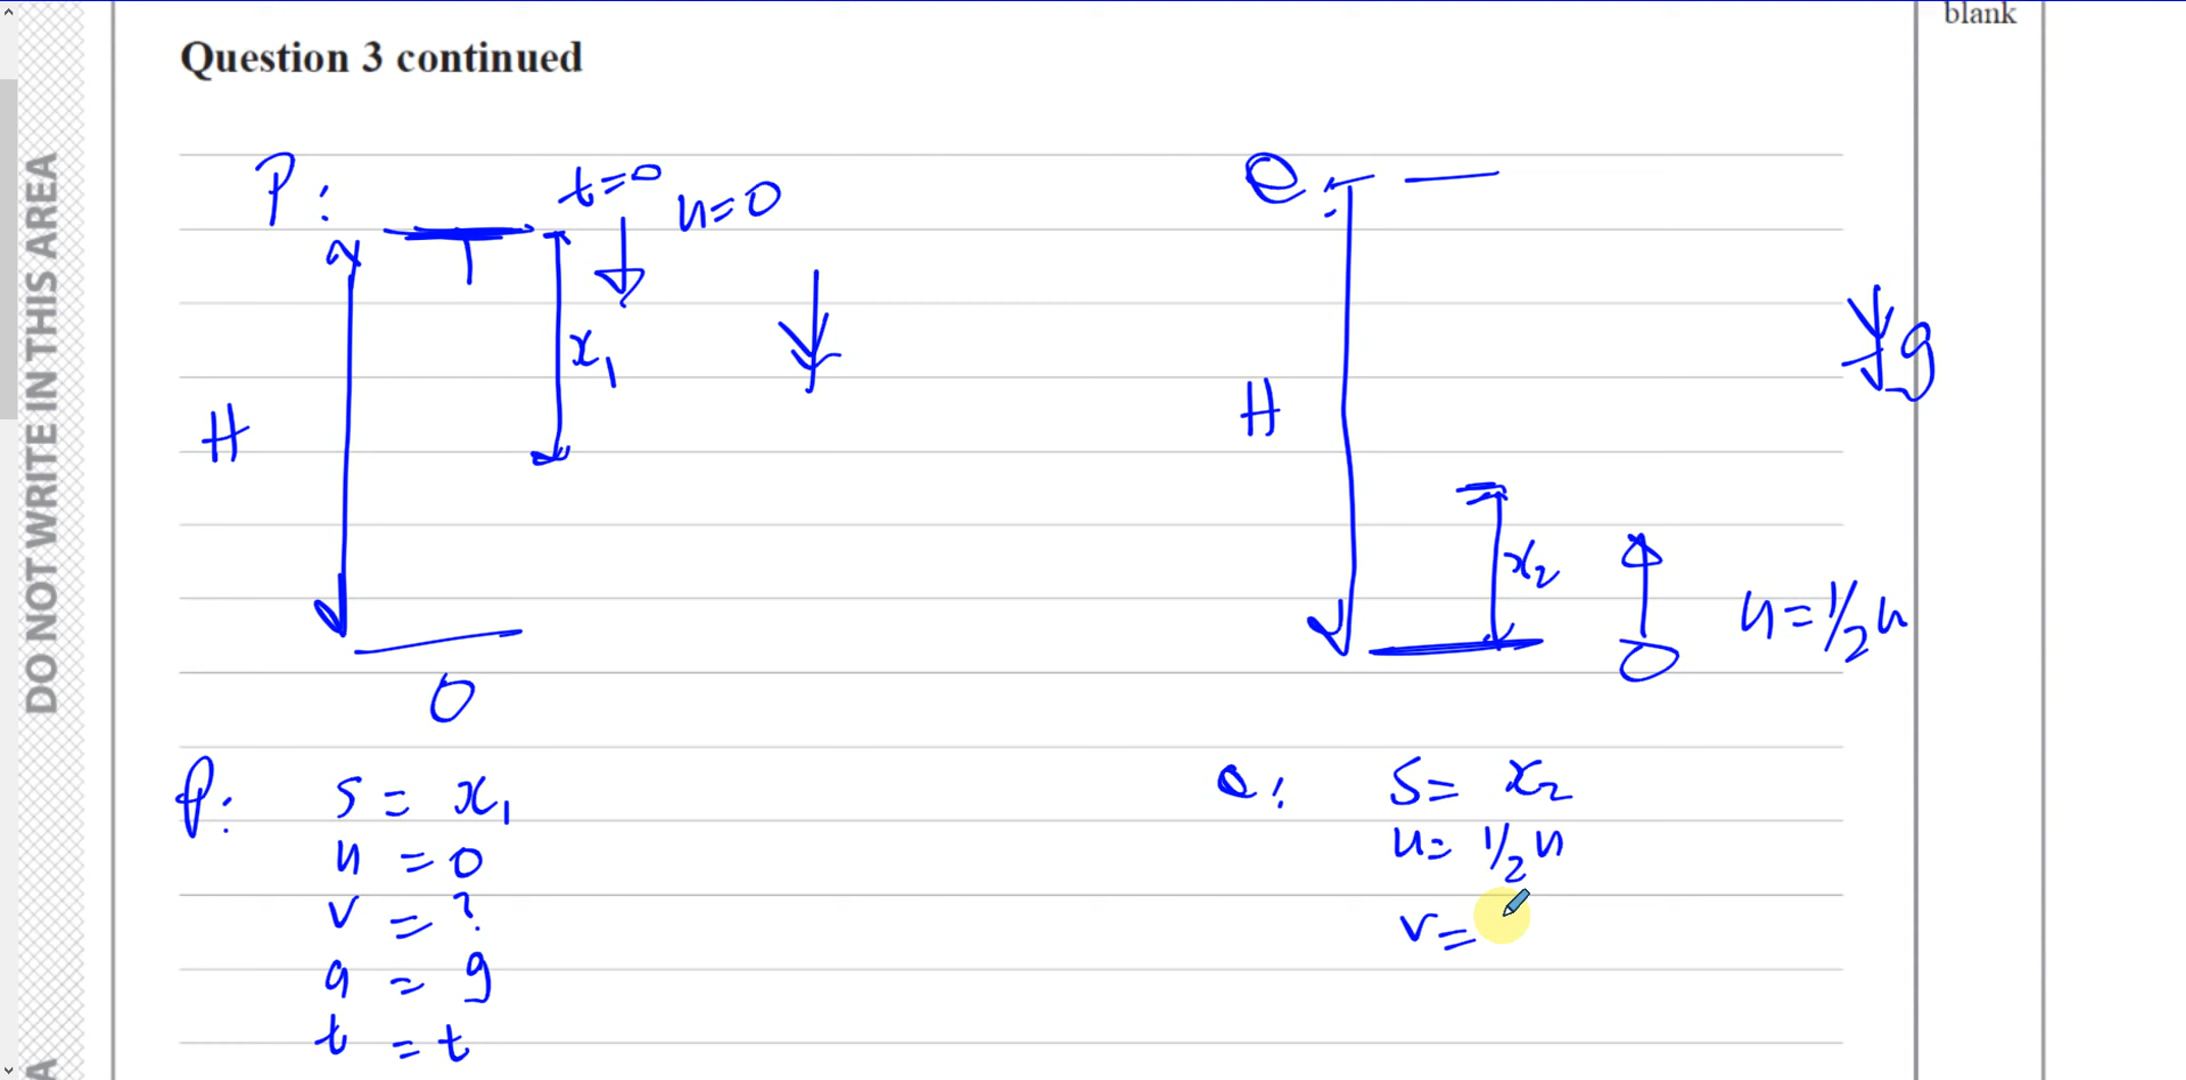 blank
Question 3 continued
DO NOT WRITE IN THIS AREA
P:
t=0
u=0
x1
H
O
Q:
g
H
x2
u=1/2u
P: s = x1
u = 0
v = ?
a = g
t = t
Q: s= x2
u= 1/2u
v=
A